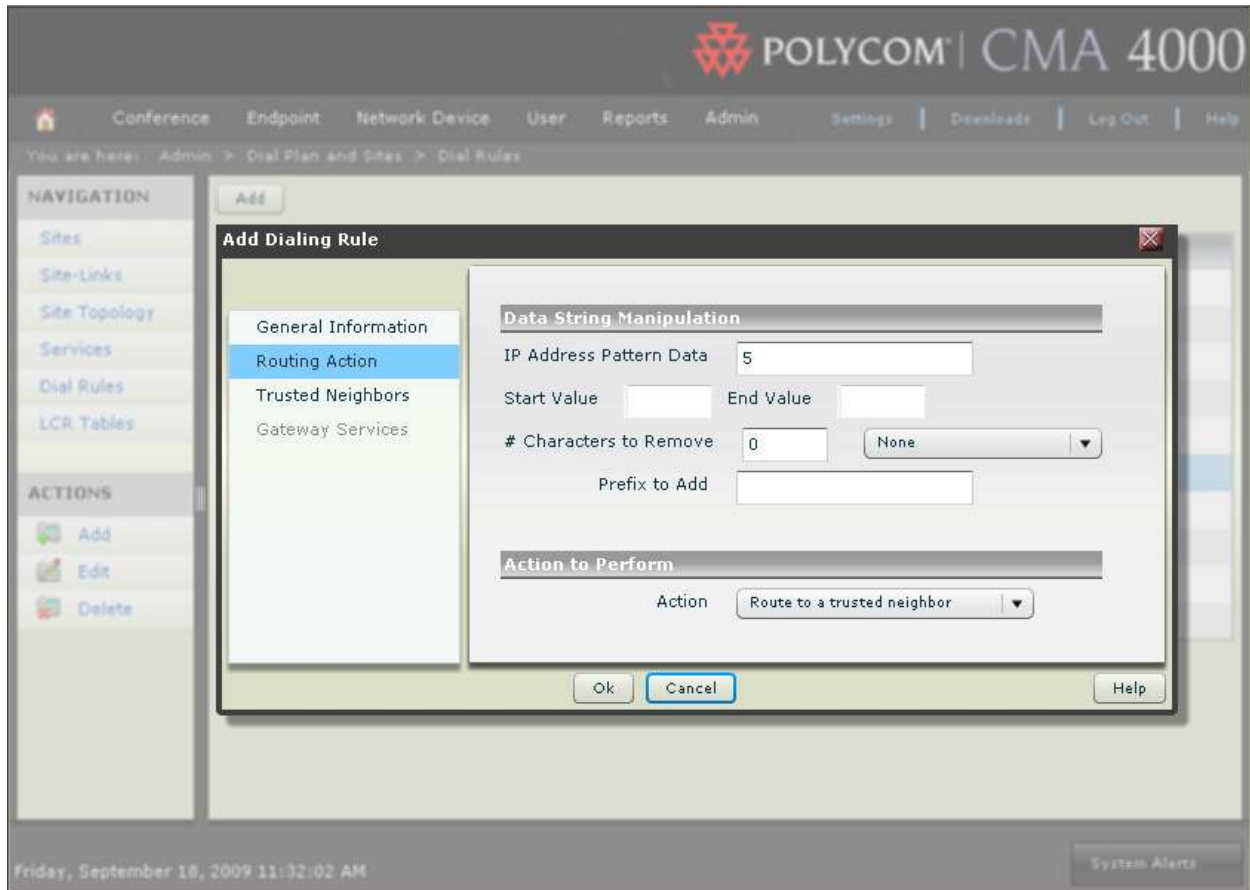 POLYCOM® | CMA 4000
Conference Endpoint Network Device User Reports Admin Settings | Downloads | Log Out | Help
You are here: Admin > Dial Plan and Sites > Dial Rules
NAVIGATION
Sites
Site-Links
Site Topology
Services
Dial Rules
LCR Tables
ACTIONS
Add
Edit
Delete
Add
Add Dialing Rule
General Information
Routing Action
Trusted Neighbors
Gateway Services
Data String Manipulation
IP Address Pattern Data 5
Start Value End Value
# Characters to Remove 0 None
Prefix to Add
Action to Perform
Action Route to a trusted neighbor
Ok Cancel Help
Friday, September 18, 2009 11:32:02 AM
System Alerts